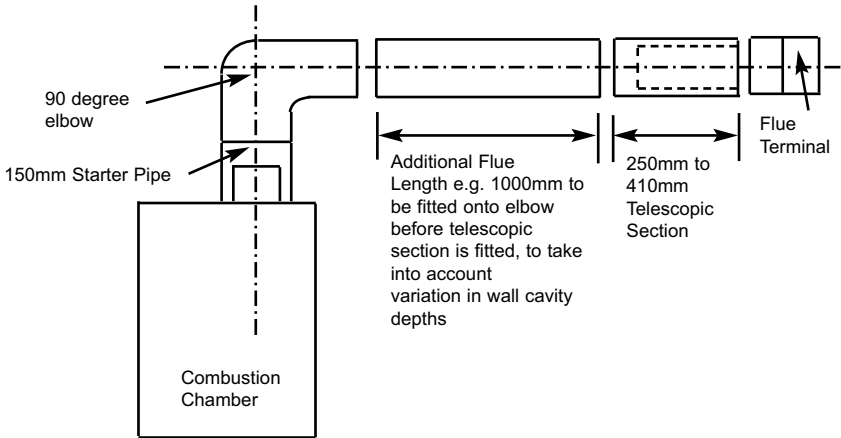 90 degree
elbow
150mm Starter Pipe
Additional Flue
Length e.g. 1000mm to
be fitted onto elbow
before telescopic
section is fitted, to take
into account
variation in wall cavity
depths
250mm to
410mm
Telescopic
Section
Flue
Terminal
Combustion
Chamber